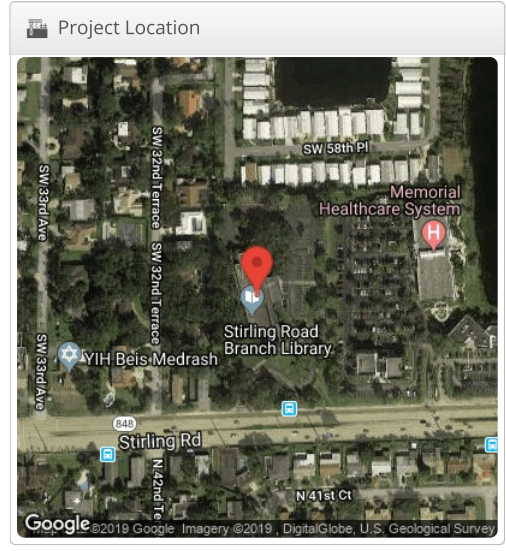 Project Location
SW 33rd Ave
SW 32nd Terrace
SW 58th Pl
Memorial
Healthcare System
H
SW 32nd Terrace
Stirling Road
Branch Library
SW 33rd Ave
YIH Beis Medrash
848
Stirling Rd
N 42nd Te
N 41st Ct
Google
©2019 Google Imagery ©2019 , DigitalGlobe, U.S. Geological Survey